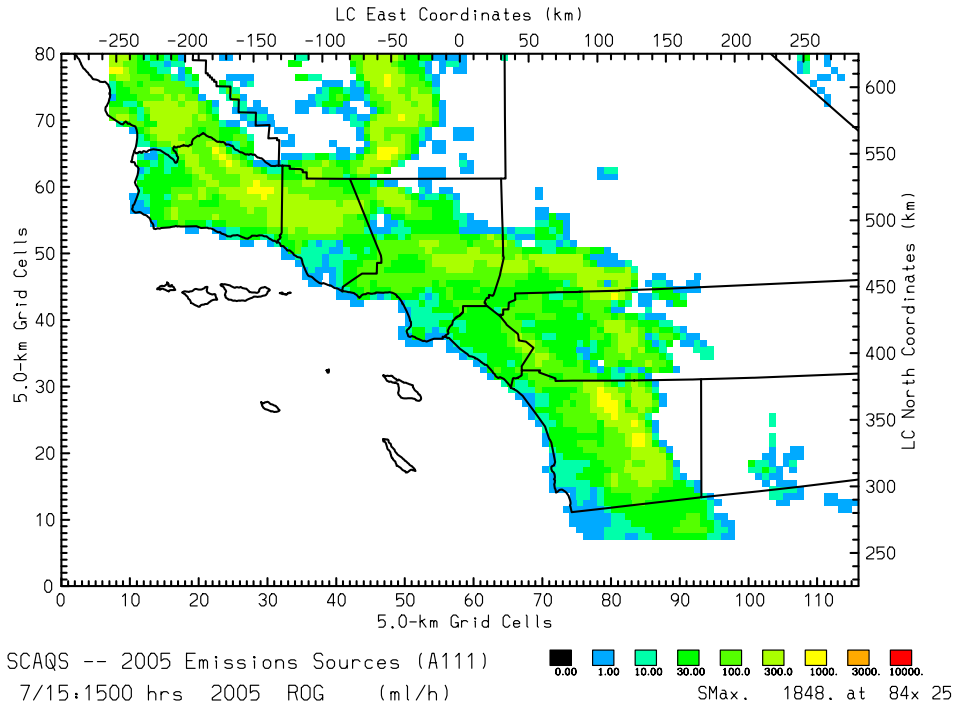 LC East Coordinates (km)
-250 -200 -150 -100 -50 0 50 100 150 200 250
80
70
60
50
40
30
20
10
0
5.0-km Grid Cells
600
550
500
450
400
350
300
250
LC North Coordinates (km)
0 10 20 30 40 50 60 70 80 90 100 110
5.0-km Grid Cells
SCAQS -- 2005 Emissions Sources (A111)
7/15:1500 hrs 2005 ROG (ml/h)
0.00 1.00 10.00 30.00 100.0 300.0 1000. 3000. 10000.
SMax. 1848. at 84x 25